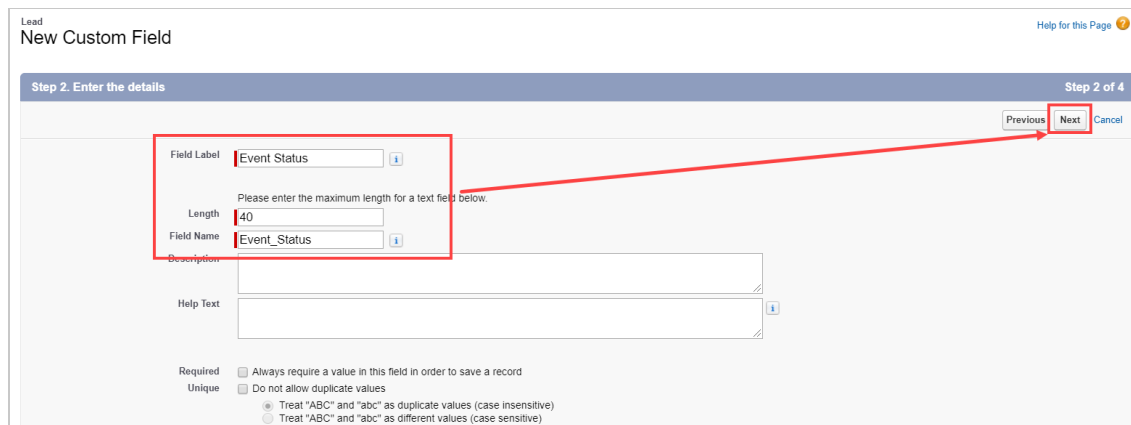 Lead
New Custom Field
Help for this Page
Step 2. Enter the details
Step 2 of 4
Previous Next Cancel
Field Label Event Status
Please enter the maximum length for a text field below.
Length 40
Field Name Event_Status
Description
Help Text
Required Always require a value in this field in order to save a record
Unique Do not allow duplicate values
Treat "ABC" and "abc" as duplicate values (case insensitive)
Treat "ABC" and "abc" as different values (case sensitive)